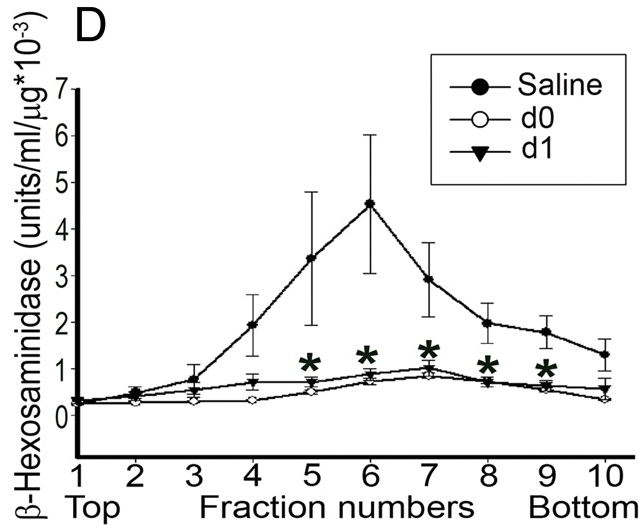 D
β-Hexosaminidase (units/ml/μg*10⁻³)
7
6
5
4
3
2
1
0
Saline
d0
d1
* * * * *
1 2 3 4 5 6 7 8 9 10
Top Fraction numbers Bottom